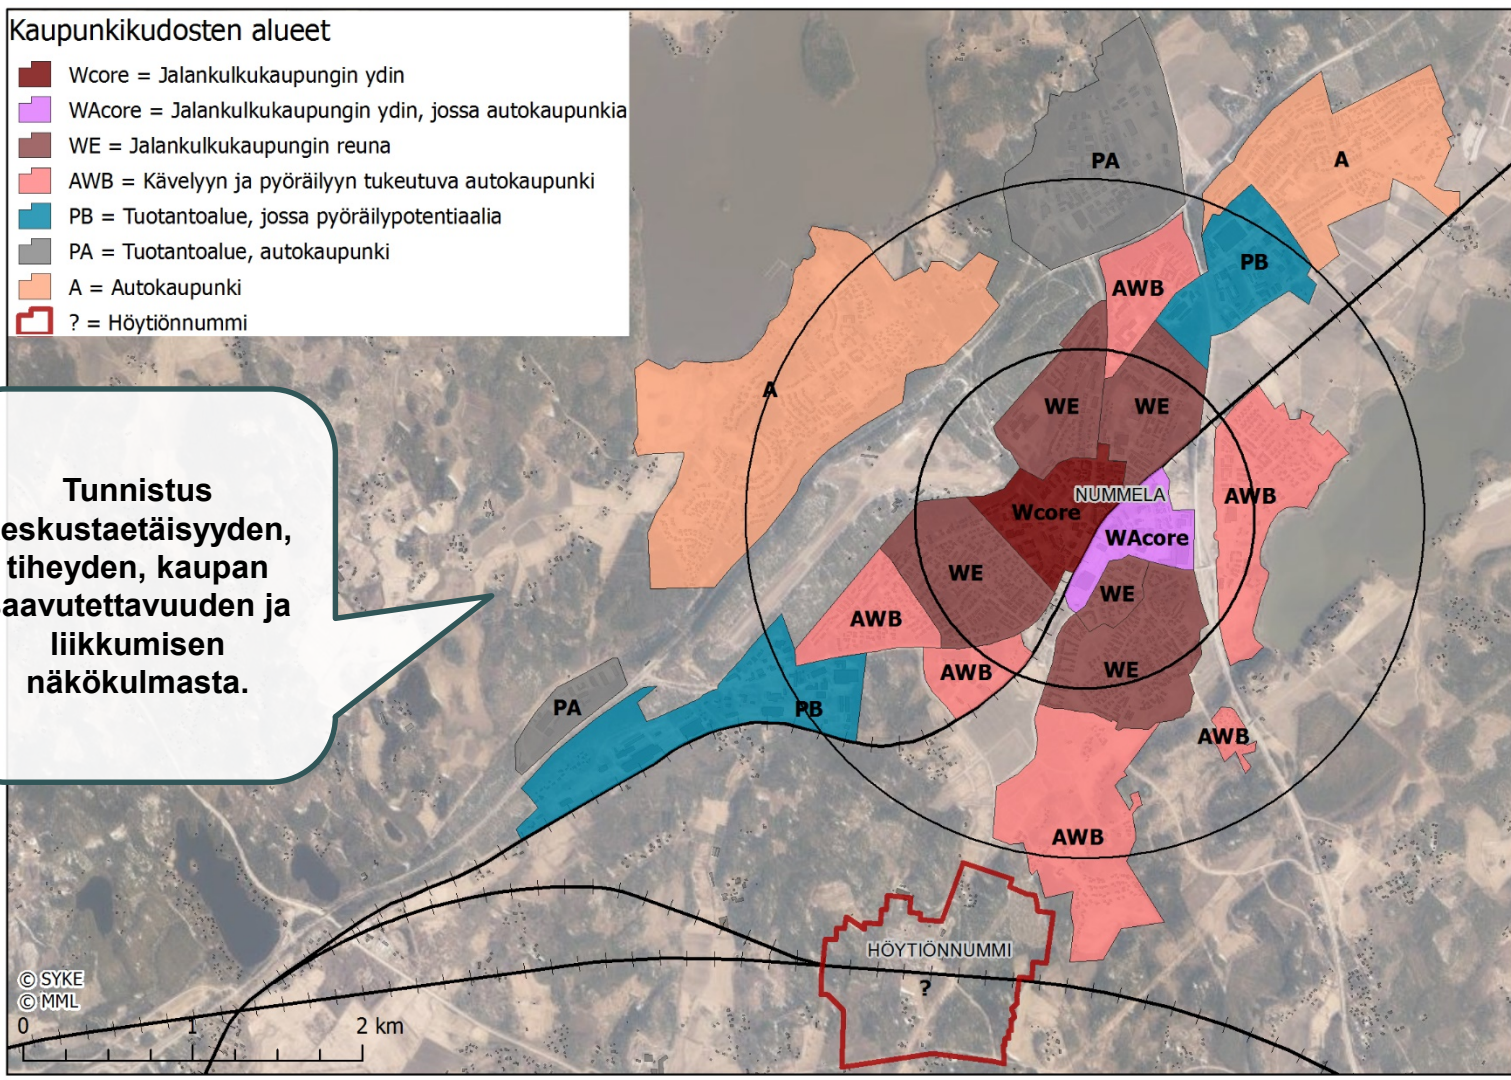 Kaupunkikudosten alueet
Wcore = Jalankulkukaupungin ydin
WAcore = Jalankulkukaupungin ydin, jossa autokaupunkia
WE = Jalankulkukaupungin reuna
AWB = Kävelyyn ja pyöräilyyn tukeutuva autokaupunki
PB = Tuotantoalue, jossa pyöräilypotentiaalia
PA = Tuotantoalue, autokaupunki
A = Autokaupunki
? = Höytiönnummi
PA
A
PB
AWB
A
WE
WE
NUMMELA
AWB
Wcore
WAcore
WE
WE
AWB
WE
AWB
PA
PB
AWB
AWB
HÖYTIÖNNUMMI
?
Tunnistus
eskustaetäisyyden,
tiheyden, kaupan
aavutettavuuden ja
liikkumisen
näkökulmasta.
© SYKE
© MML
0 1 2 km